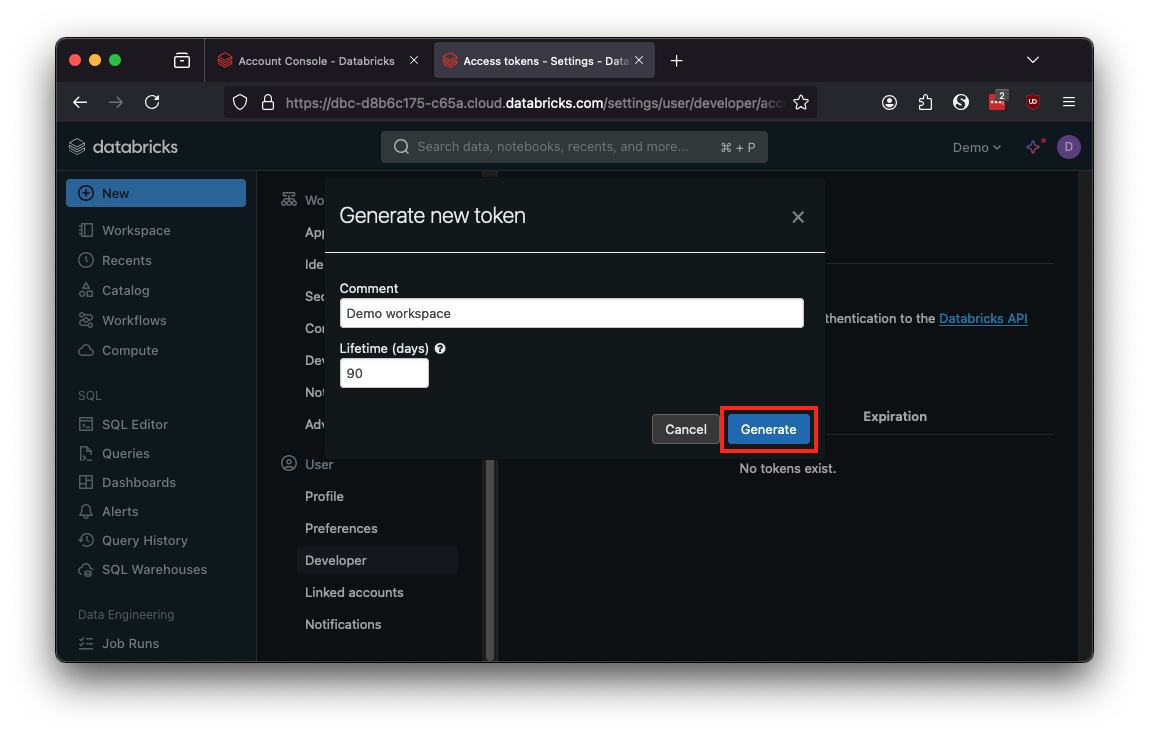 Account Console - Databricks
Access tokens - Settings - Data
https://dbc-d8b6c175-c65a.cloud.databricks.com/settings/user/developer/acc
2
UD
databricks
Search data, notebooks, recents, and more...
⌘ + P
Demo
D
New
Workspace
Recents
Catalog
Workflows
Compute
SQL
SQL Editor
Queries
Dashboards
Alerts
Query History
SQL Warehouses
Data Engineering
Job Runs
Wo
App
Ide
Sec
Co
Dev
Not
Adv
User
Profile
Preferences
Developer
Linked accounts
Notifications
Generate new token
Comment
Demo workspace
Lifetime (days)
90
Cancel
Generate
thentication to the Databricks API
Expiration
No tokens exist.